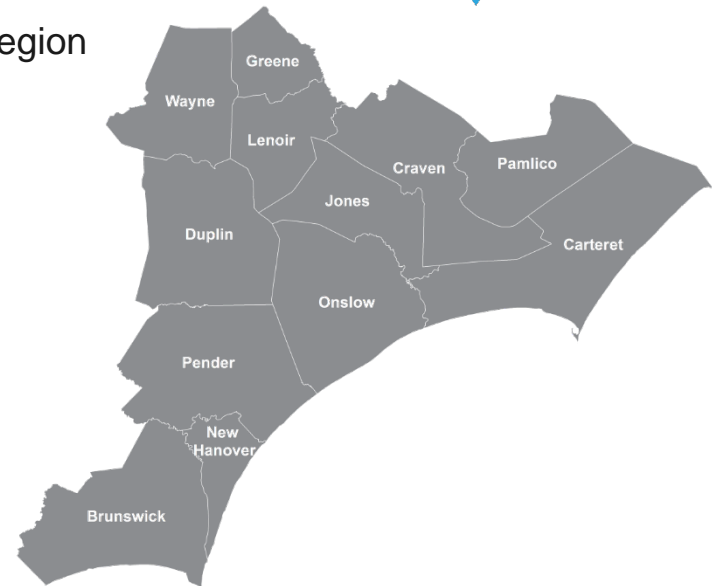 egion
Greene
Wayne
Lenoir
Craven
Pamlico
Jones
Duplin
Carteret
Onslow
Pender
New
Hanover
Brunswick